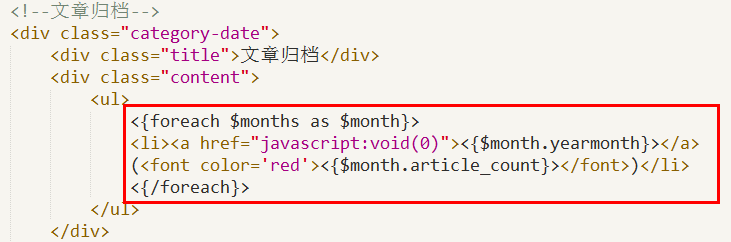 <!--文章归档-->
<div class="category-date">
<div class="title">文章归档</div>
<div class="content">
<ul>
<{foreach $months as $month}>
<li><a href="javascript:void(0)"><{$month.yearmonth}></a>
(<font color='red'><{$month.article_count}></font>)</li>
<{/foreach}>
</ul>
</div>